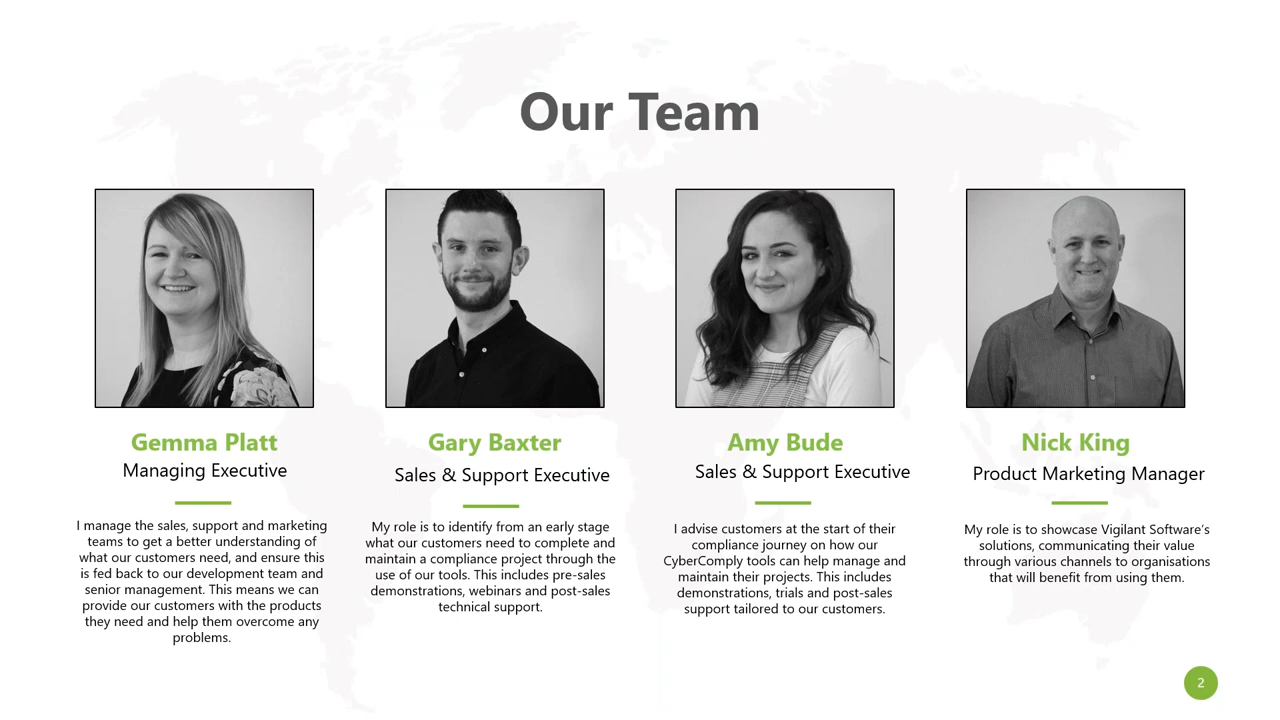 Our Team
Gemma Platt
Managing Executive
I manage the sales, support and marketing
teams to get a better understanding of
what our customers need, and ensure this
is fed back to our development team and
senior management. This means we can
provide our customers with the products
they need and help them overcome any
problems.
Gary Baxter
Sales & Support Executive
My role is to identify from an early stage
what our customers need to complete and
maintain a compliance project through the
use of our tools. This includes pre-sales
demonstrations, webinars and post-sales
technical support.
Amy Bude
Sales & Support Executive
I advise customers at the start of their
compliance journey on how our
CyberComply tools can help manage and
maintain their projects. This includes
demonstrations, trials and post-sales
support tailored to our customers.
Nick King
Product Marketing Manager
My role is to showcase Vigilant Software's
solutions, communicating their value
through various channels to organisations
that will benefit from using them.
2